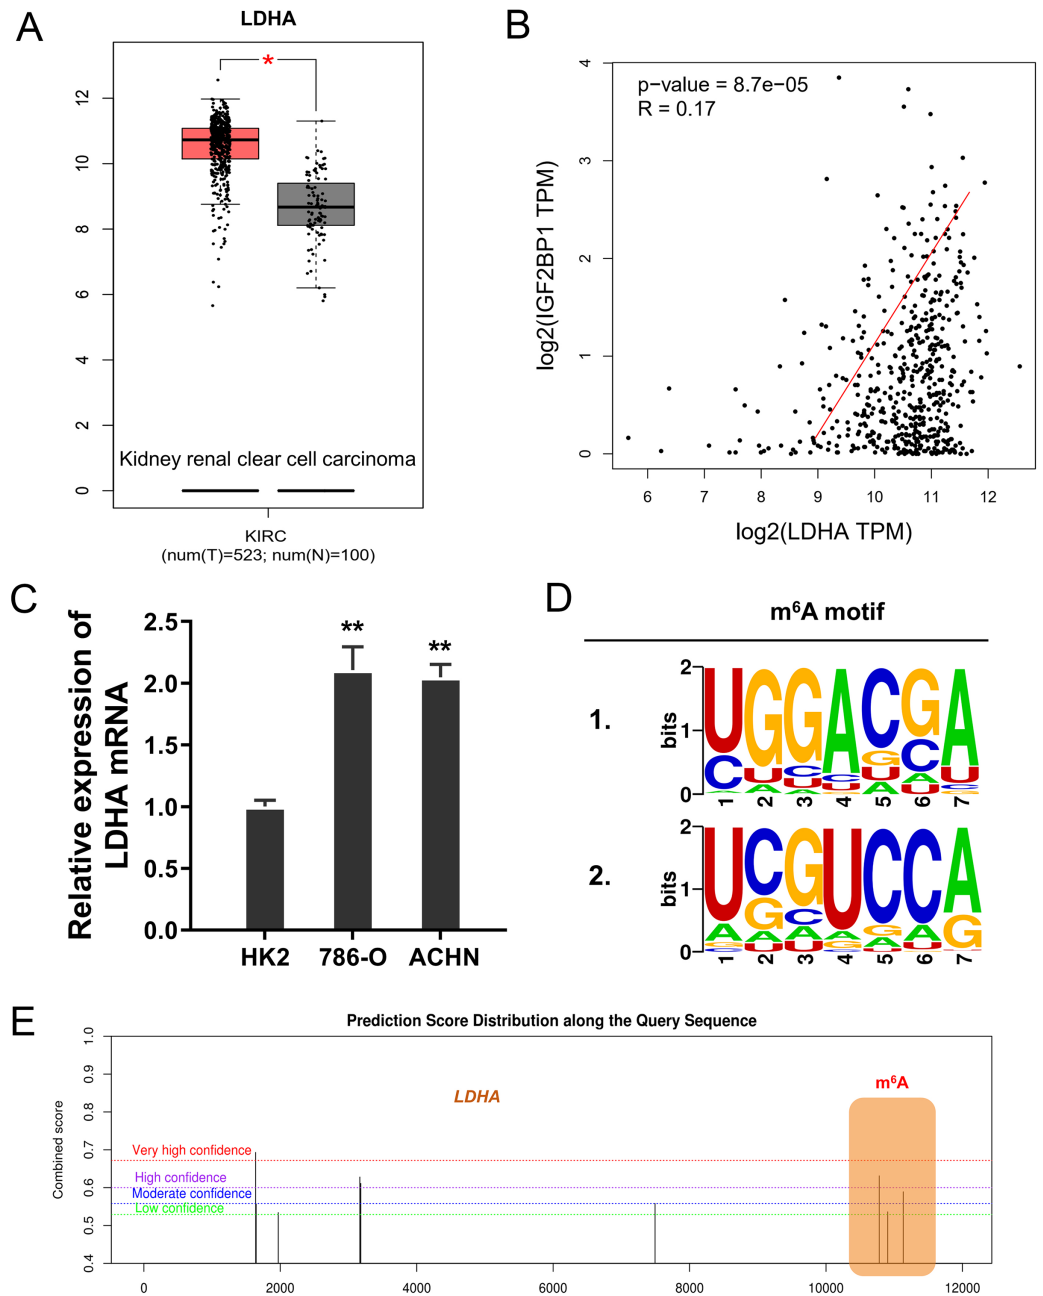 A
LDHA
*
12
10
8
6
4
2
0
Kidney renal clear cell carcinoma
KIRC
(num(T)=523; num(N)=100)
B
p−value = 8.7e−05
R = 0.17
log2(IGF2BP1 TPM)
4
3
2
1
0
6 7 8 9 10 11 12
log2(LDHA TPM)
C
Relative expression of
LDHA mRNA
2.5
2.0
1.5
1.0
0.5
0.0
** **
HK2 786-O ACHN
D
m⁶A motif
1.
bits
2
1
0
UGGACGA
CUCCGCU
AAUUUAC
1 2 3 4 5 6 7
2.
bits
2
1
0
UCGUCCA
AGCAGAG
1 2 3 4 5 6 7
E
Prediction Score Distribution along the Query Sequence
Combined score
1.0
0.9
0.8
0.7
0.6
0.5
0.4
LDHA
m⁶A
Very high confidence
High confidence
Moderate confidence
Low confidence
0 2000 4000 6000 8000 10000 12000